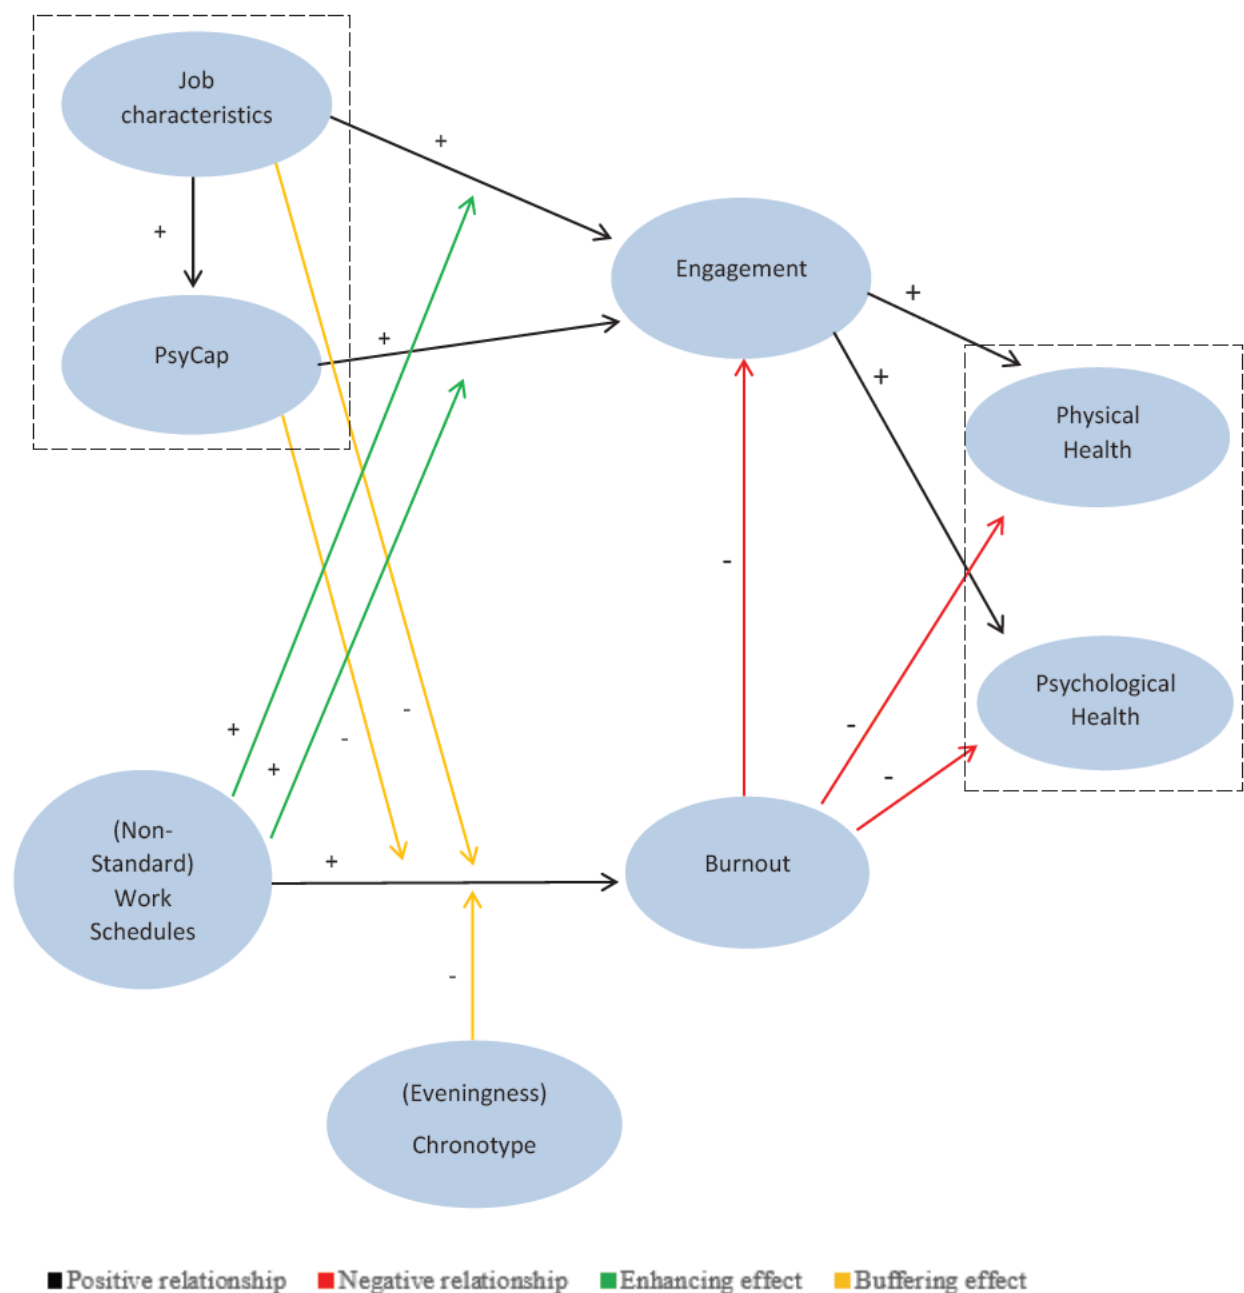 Job
characteristics
+
+
PsyCap
+
Engagement
+
+
Physical
Health
-
Psychological
Health
-
-
+
-
-
+
(Non-
Standard)
Work
Schedules
+
Burnout
-
(Eveningness)
Chronotype
Positive relationship Negative relationship Enhancing effect Buffering effect